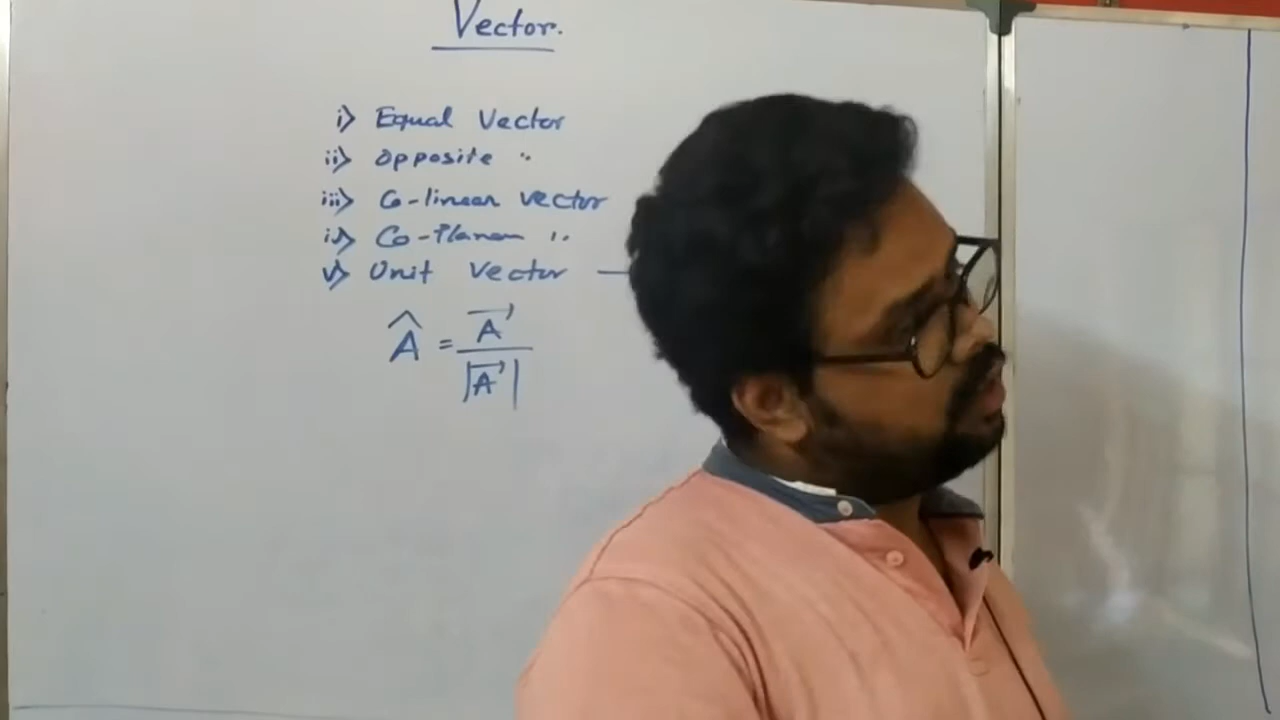 Vector.
i) Equal Vector
ii) opposite "
iii) Co-linear vector
iv) Co-Planar "
v) Unit Vector —
Â = A⃗ / |A⃗|